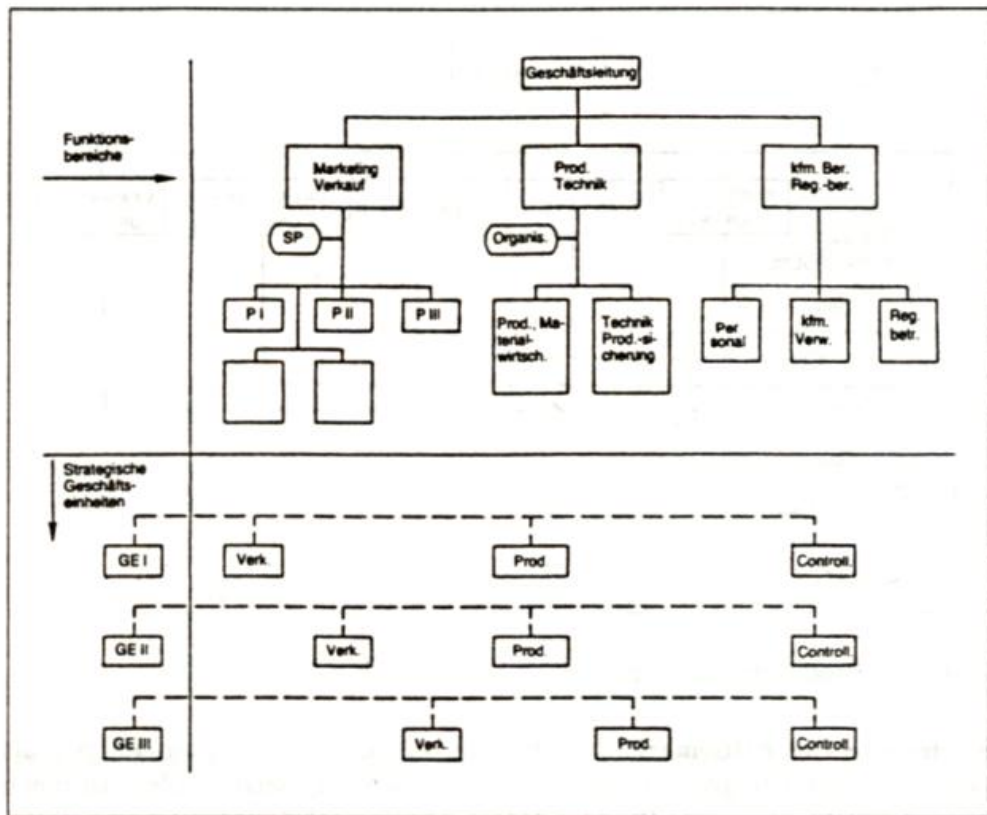 Geschäftsleitung
Funktions-
bereiche
Marketing
Verkauf
Prod.
Technik
kfm. Ber.
Reg.-ber.
SP
Organis.
P I
P II
P III
Prod., Ma-
terial-
wirtsch.
Technik
Prod.-si-
cherung
Per
sonal
kfm.
Verw.
Reg.
betr.
Strategische
Geschäfts-
einheiten
GE I
Verk.
Prod.
Controll.
GE II
Verk.
Prod.
Controll.
GE III
Verk.
Prod.
Controll.